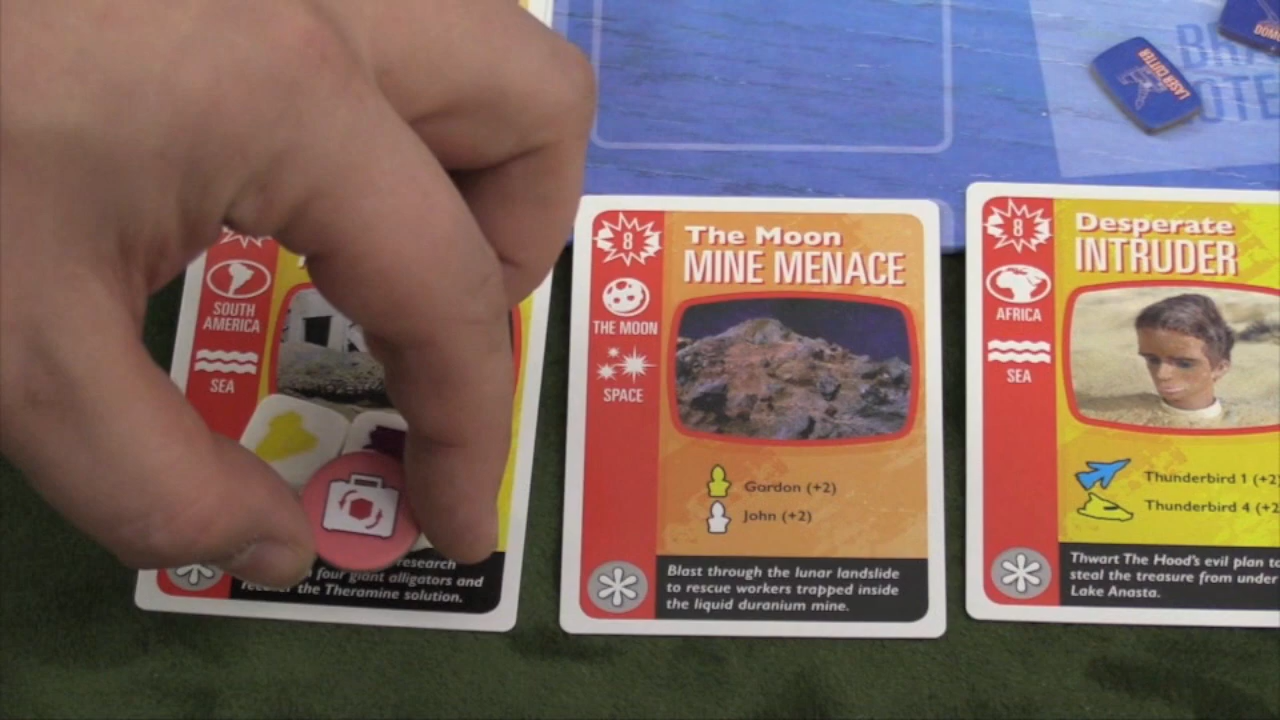 LASER CUTTER
8
The Moon
MINE MENACE
THE MOON
SPACE
Gordon (+2)
John (+2)
Blast through the lunar landslide
to rescue workers trapped inside
the liquid duranium mine.
8
Desperate
INTRUDER
AFRICA
SEA
Thunderbird 1 (+2)
Thunderbird 4 (+2
Thwart The Hood's evil plan to
steal the treasure from under
Lake Anasta.
SOUTH
AMERICA
SEA
research
four giant alligators and
the Theramine solution.